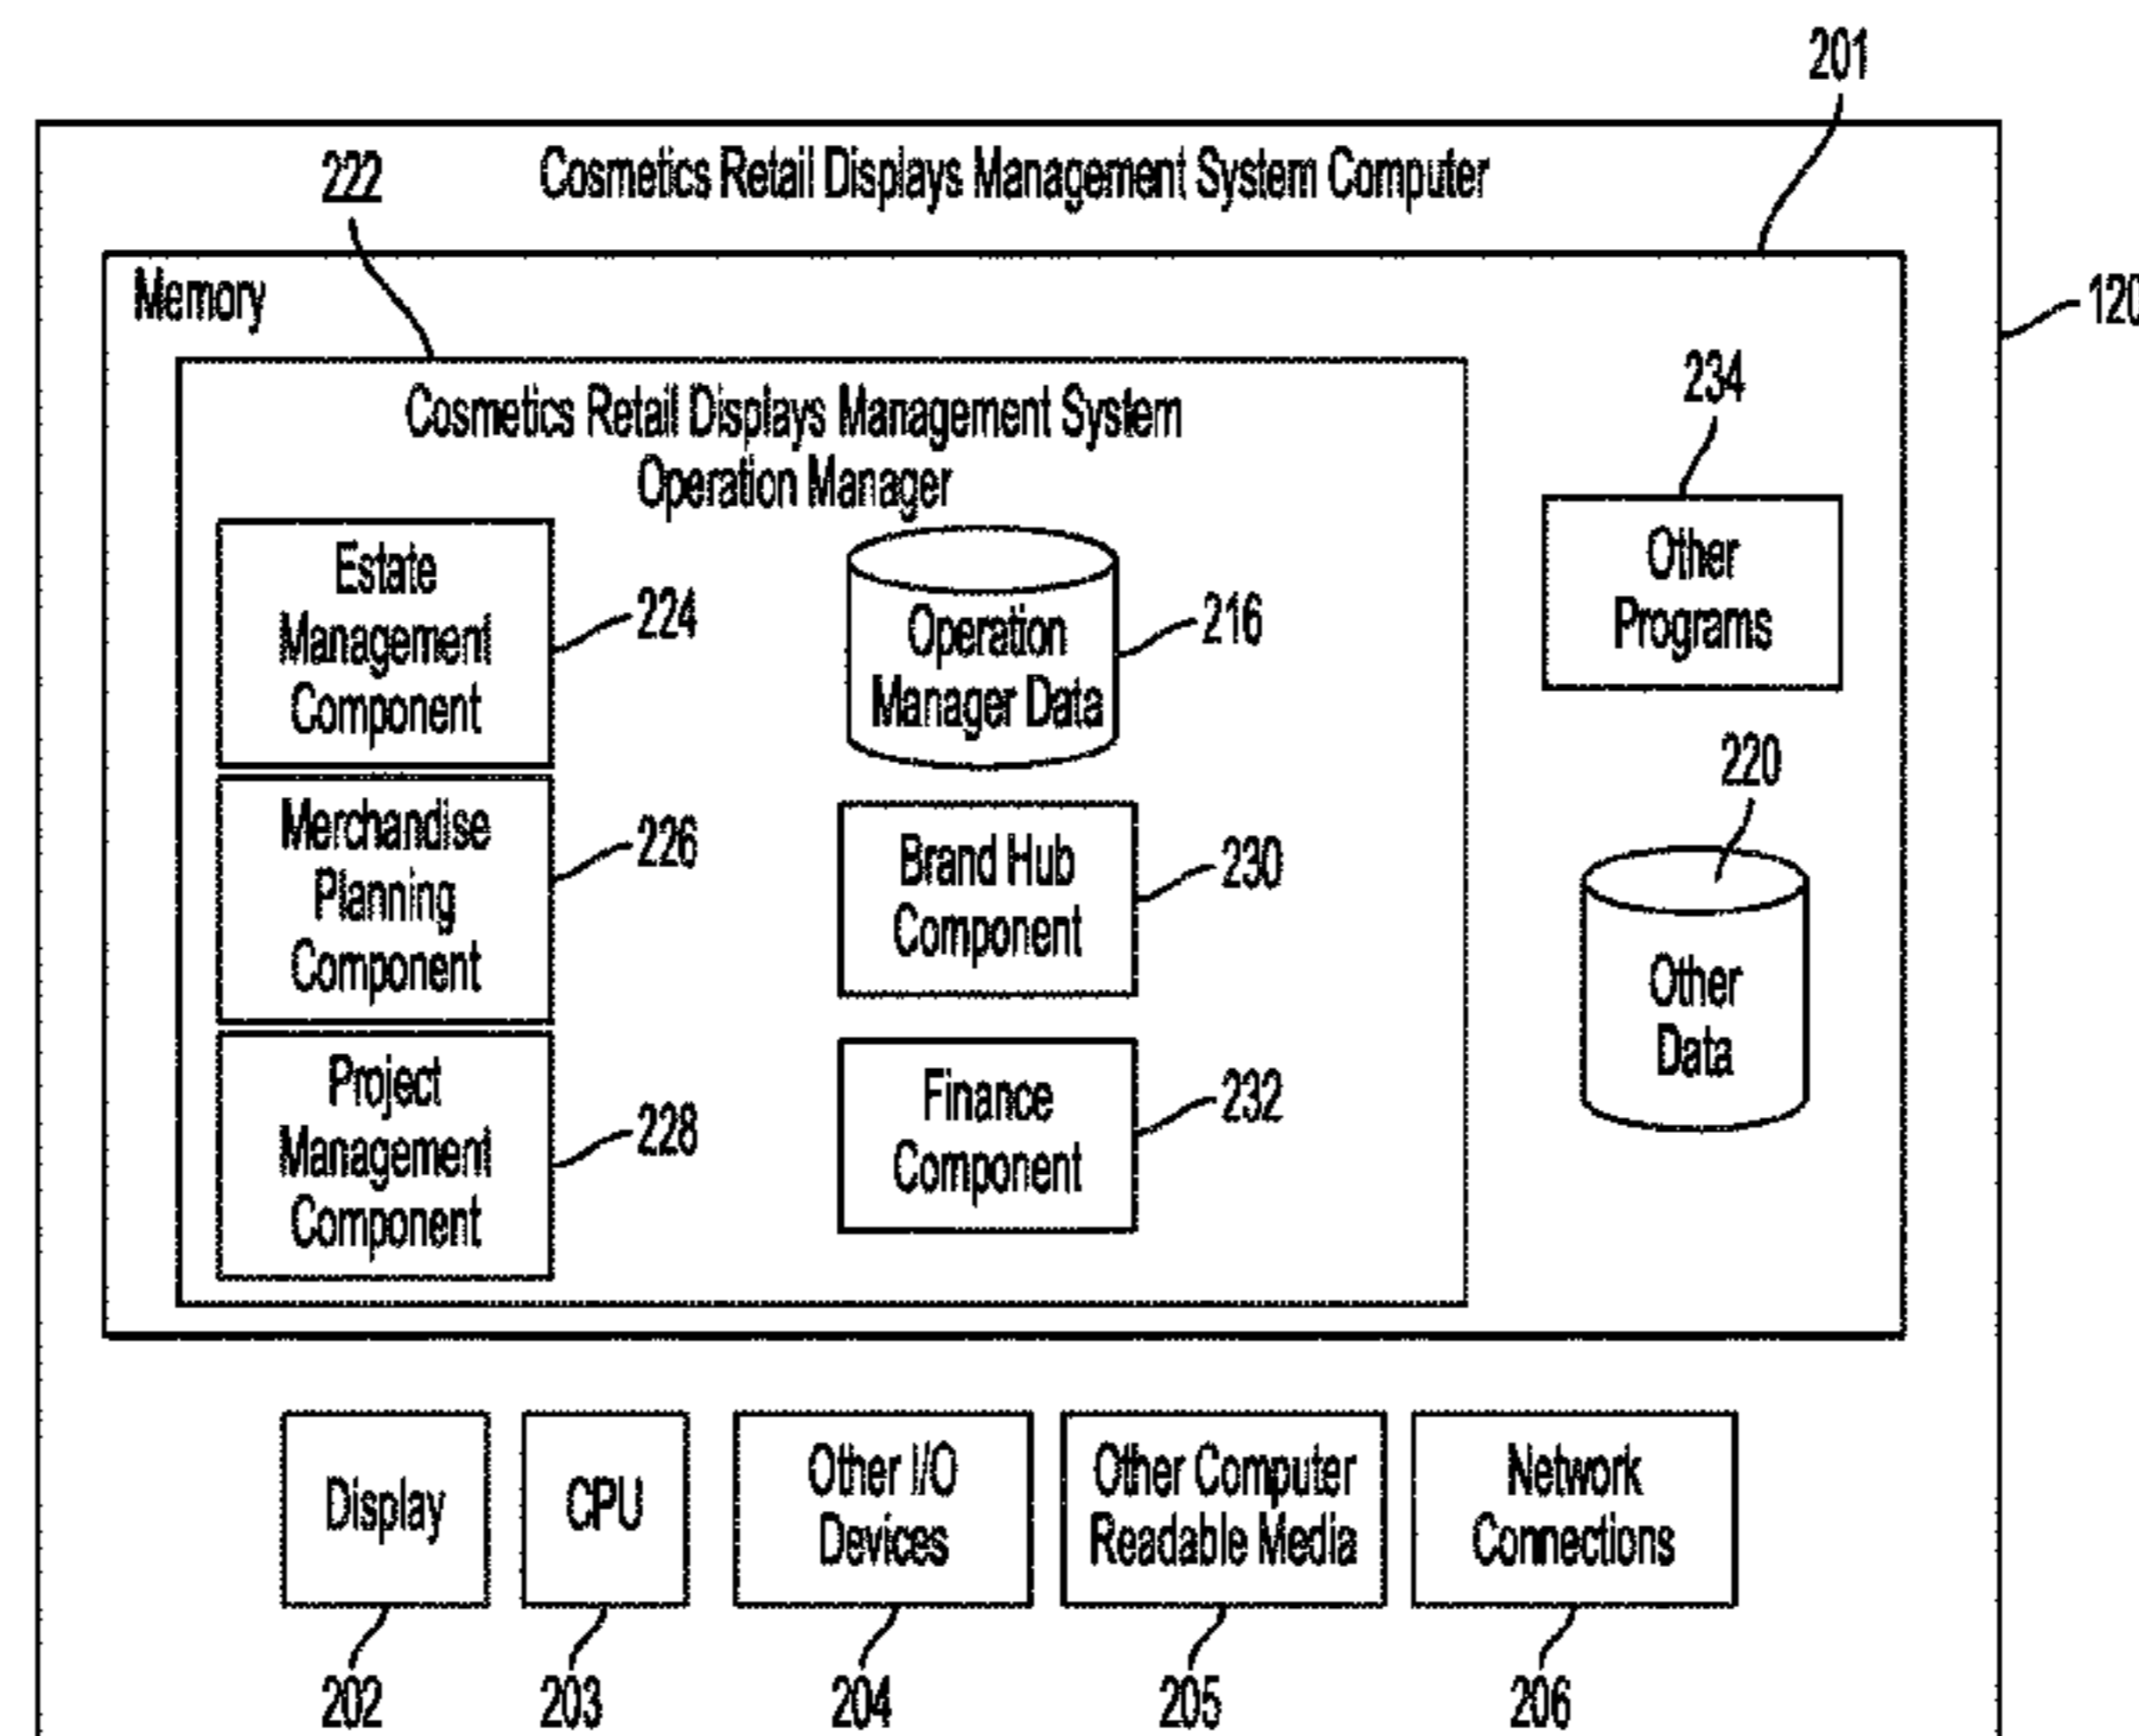 201
222
Cosmetics Retail Displays Management System Computer
Memory
120
Cosmetics Retail Displays Management System
Operation Manager
234
Estate
Management
Component
224
Operation
Manager Data
216
Other
Programs
Merchandise
Planning
Component
226
Brand Hub
Component
230
220
Other
Data
Project
Management
Component
228
Finance
Component
232
Display
CPU
Other I/O
Devices
Other Computer
Readable Media
Network
Connections
202
203
204
205
206